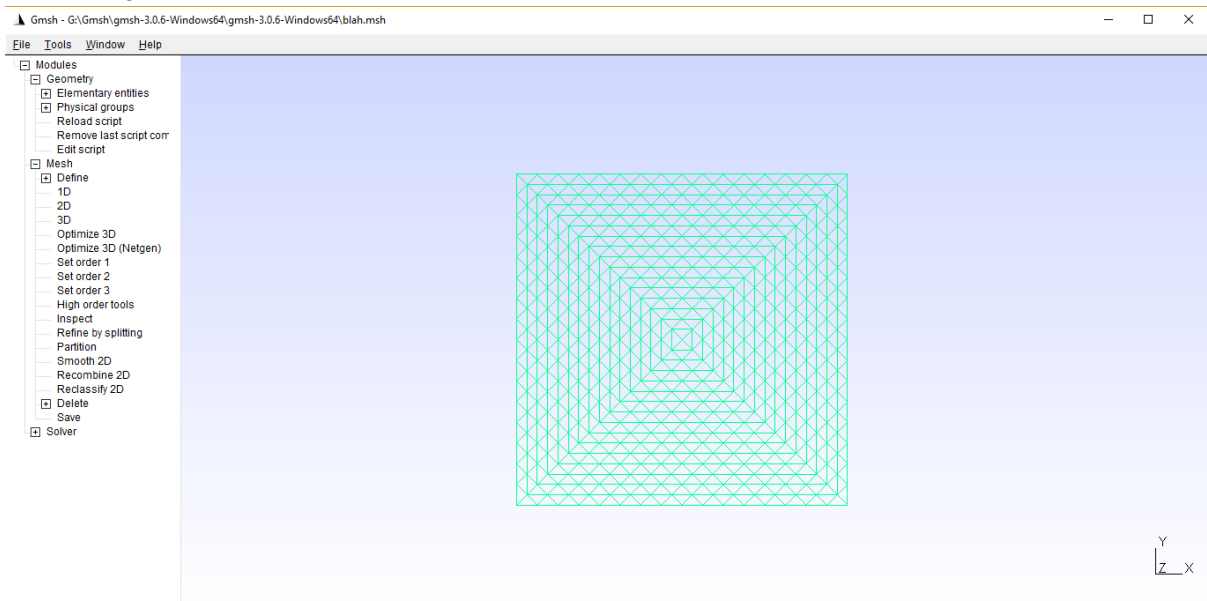 Gmsh - G:\Gmsh\gmsh-3.0.6-Windows64\gmsh-3.0.6-Windows64\blah.msh
File Tools Window Help
Modules
Geometry
Elementary entities
Physical groups
Reload script
Remove last script com
Edit script
Mesh
Define
1D
2D
3D
Optimize 3D
Optimize 3D (Netgen)
Set order 1
Set order 2
Set order 3
High order tools
Inspect
Refine by splitting
Partition
Smooth 2D
Recombine 2D
Reclassify 2D
Delete
Save
Solver
Y
Z X